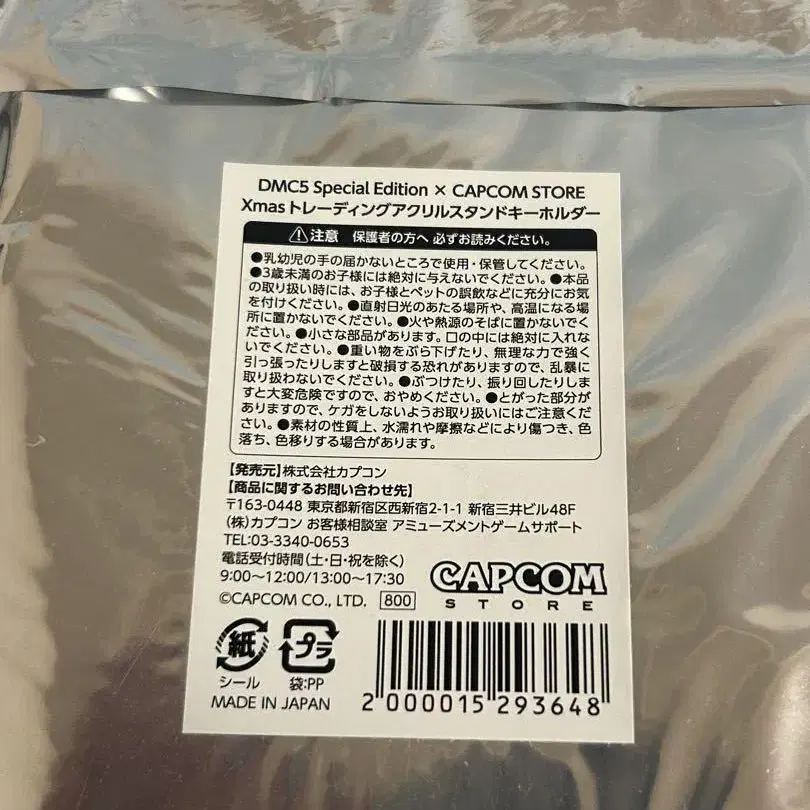 DMC5 Special Edition × CAPCOM STORE
Xmas トレーディングアクリルスタンドキーホルダー
⚠注意 保護者の方へ 必ずお読みください。
●乳幼児の手の届かないところで使用・保管してください。
●3歳未満のお子様には絶対に与えないでください。●本品
の取り扱い時には、お子様とペットの誤飲などに充分にお気
を付けください。●直射日光のあたる場所や、高温になる場
所に置かないでください。●火や熱源のそばに置かないでく
ださい。●小さな部品があります。口の中には絶対に入れな
いでください。●重い物をぶら下げたり、無理な力で強く
引っ張ったりしますと破損する恐れがありますので、乱暴
に取り扱わないでください。●ぶつけたり、振り回したりしま
すと大変危険ですので、おやめください。●とがった部分が
ありますので、ケガをしないようお取り扱いにはご注意くだ
さい。●素材の性質上、水濡れや摩擦などにより傷つき、色
落ち、色移りする場合があります。
【発売元】株式会社カプコン
【商品に関するお問い合わせ先】
〒163-0448 東京都新宿区西新宿2-1-1 新宿三井ビル48F
(株)カプコン お客様相談室 アミューズメントゲームサポート
TEL:03-3340-0653
電話受付時間(土・日・祝を除く)
9:00～12:00/13:00～17:30
©CAPCOM CO., LTD. 800
CAPCOM
STORE
紙 プラ
シール 袋:PP
MADE IN JAPAN
2 000015 293648